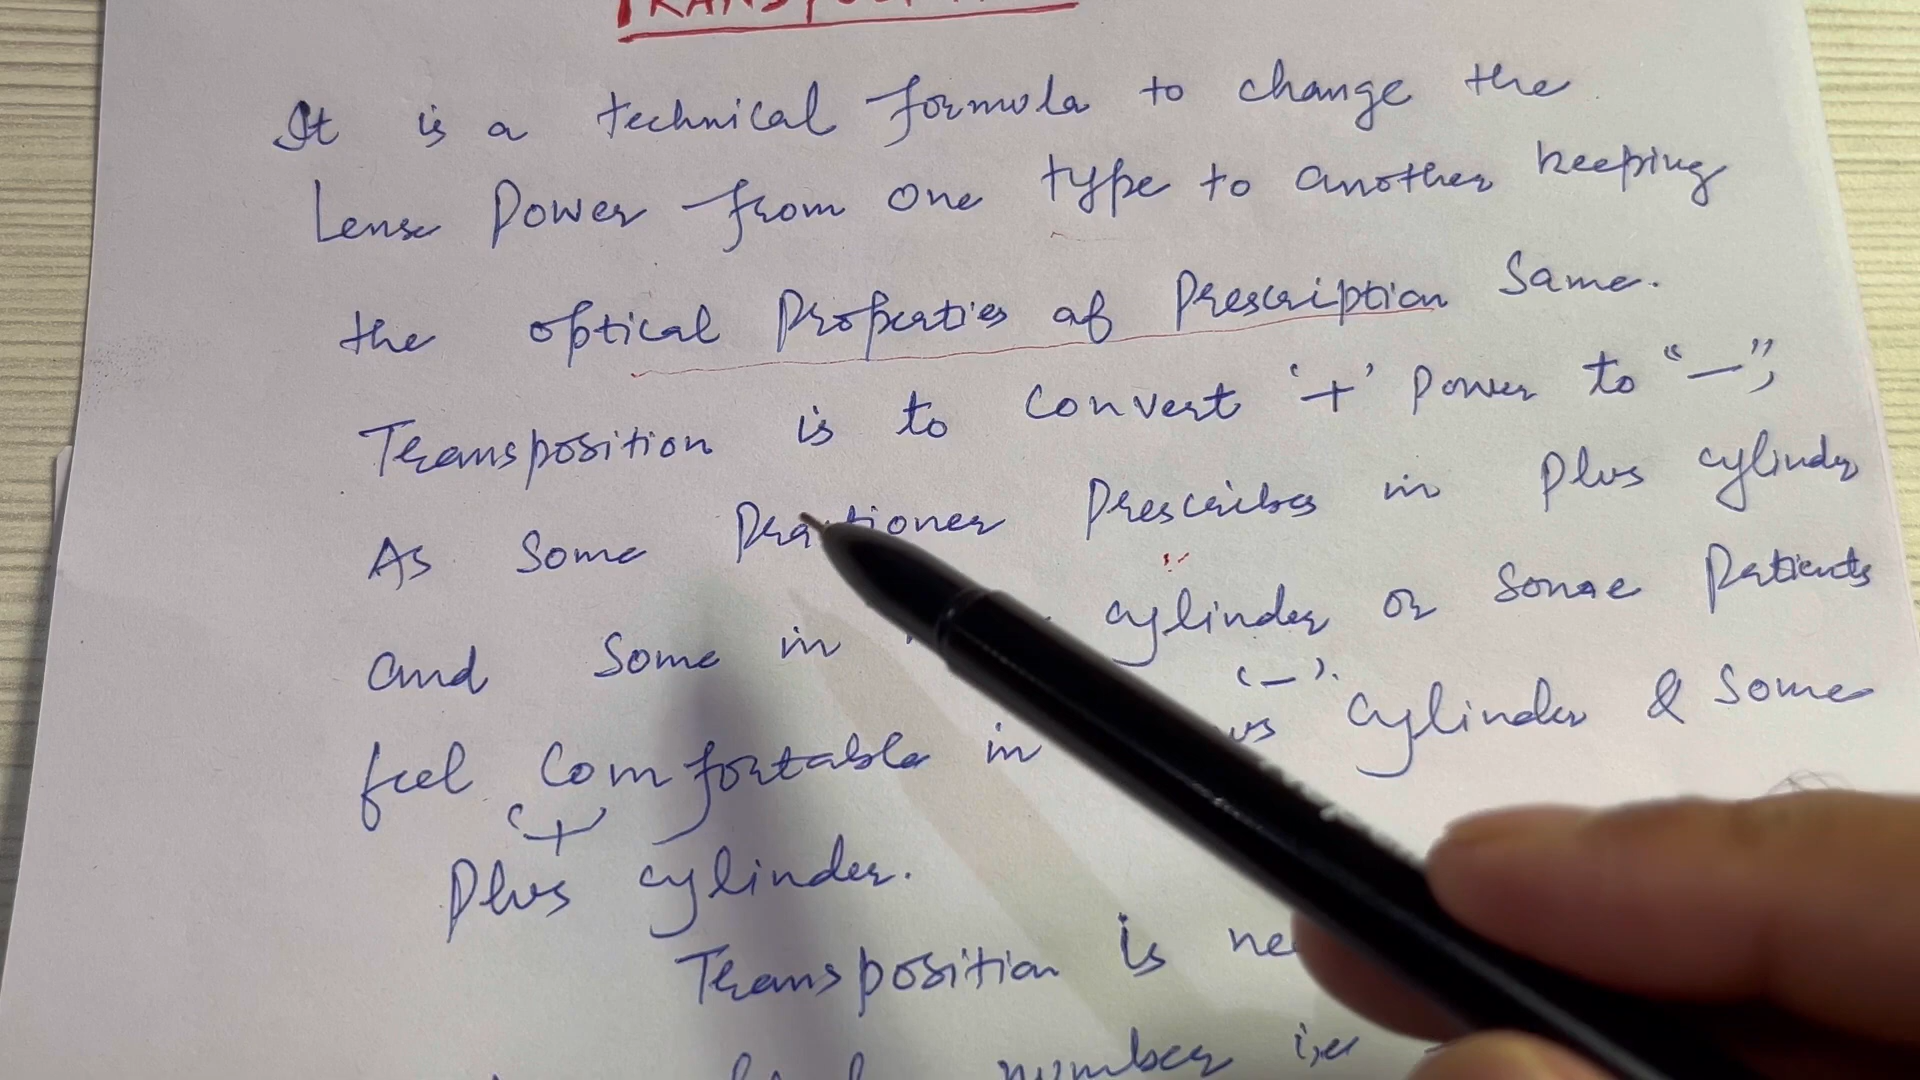 It is a technical formula to change the
Lense Power from one type to another keeping
the optical Properties of Prescription Same.
Transposition is to convert '+' Power to "—",
As Some Practioner Prescribes in Plus cylinder
and Some in cylinder or Some Patients
(—).
feel Comfortable in cylinder & Some
(+)
Plus cylinder.
Transposition is
number i,e